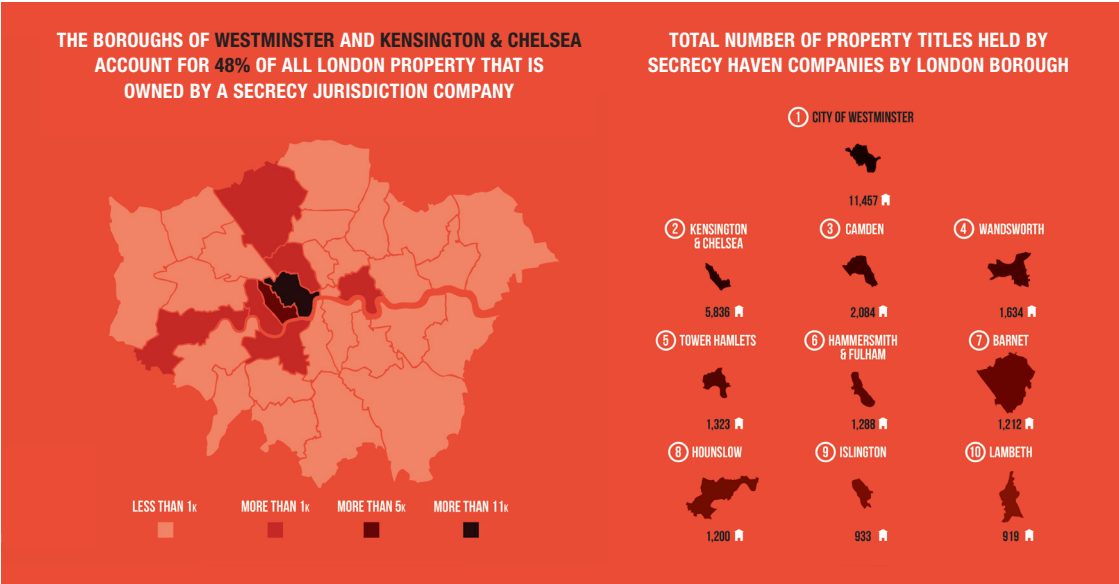 THE BOROUGHS OF WESTMINSTER AND KENSINGTON & CHELSEA
ACCOUNT FOR 48% OF ALL LONDON PROPERTY THAT IS
OWNED BY A SECRECY JURISDICTION COMPANY
LESS THAN 1K
MORE THAN 1K
MORE THAN 5K
MORE THAN 11K
TOTAL NUMBER OF PROPERTY TITLES HELD BY
SECRECY HAVEN COMPANIES BY LONDON BOROUGH
1 CITY OF WESTMINSTER
11,457
2 KENSINGTON
& CHELSEA
5,836
3 CAMDEN
2,084
4 WANDSWORTH
1,634
5 TOWER HAMLETS
1,323
6 HAMMERSMITH
& FULHAM
1,288
7 BARNET
1,212
8 HOUNSLOW
1,200
9 ISLINGTON
933
10 LAMBETH
919